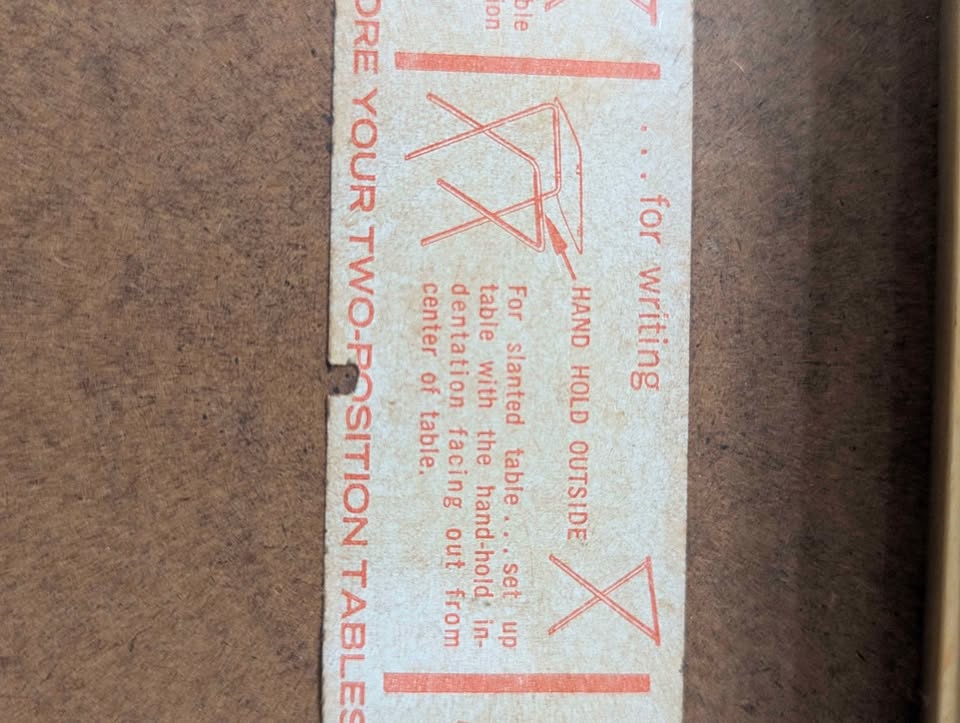 ...for writing
HAND HOLD OUTSIDE
For slanted table...set up
table with the hand-hold in-
dentation facing out from
center of table.
YOUR TWO-POSITION TABLES